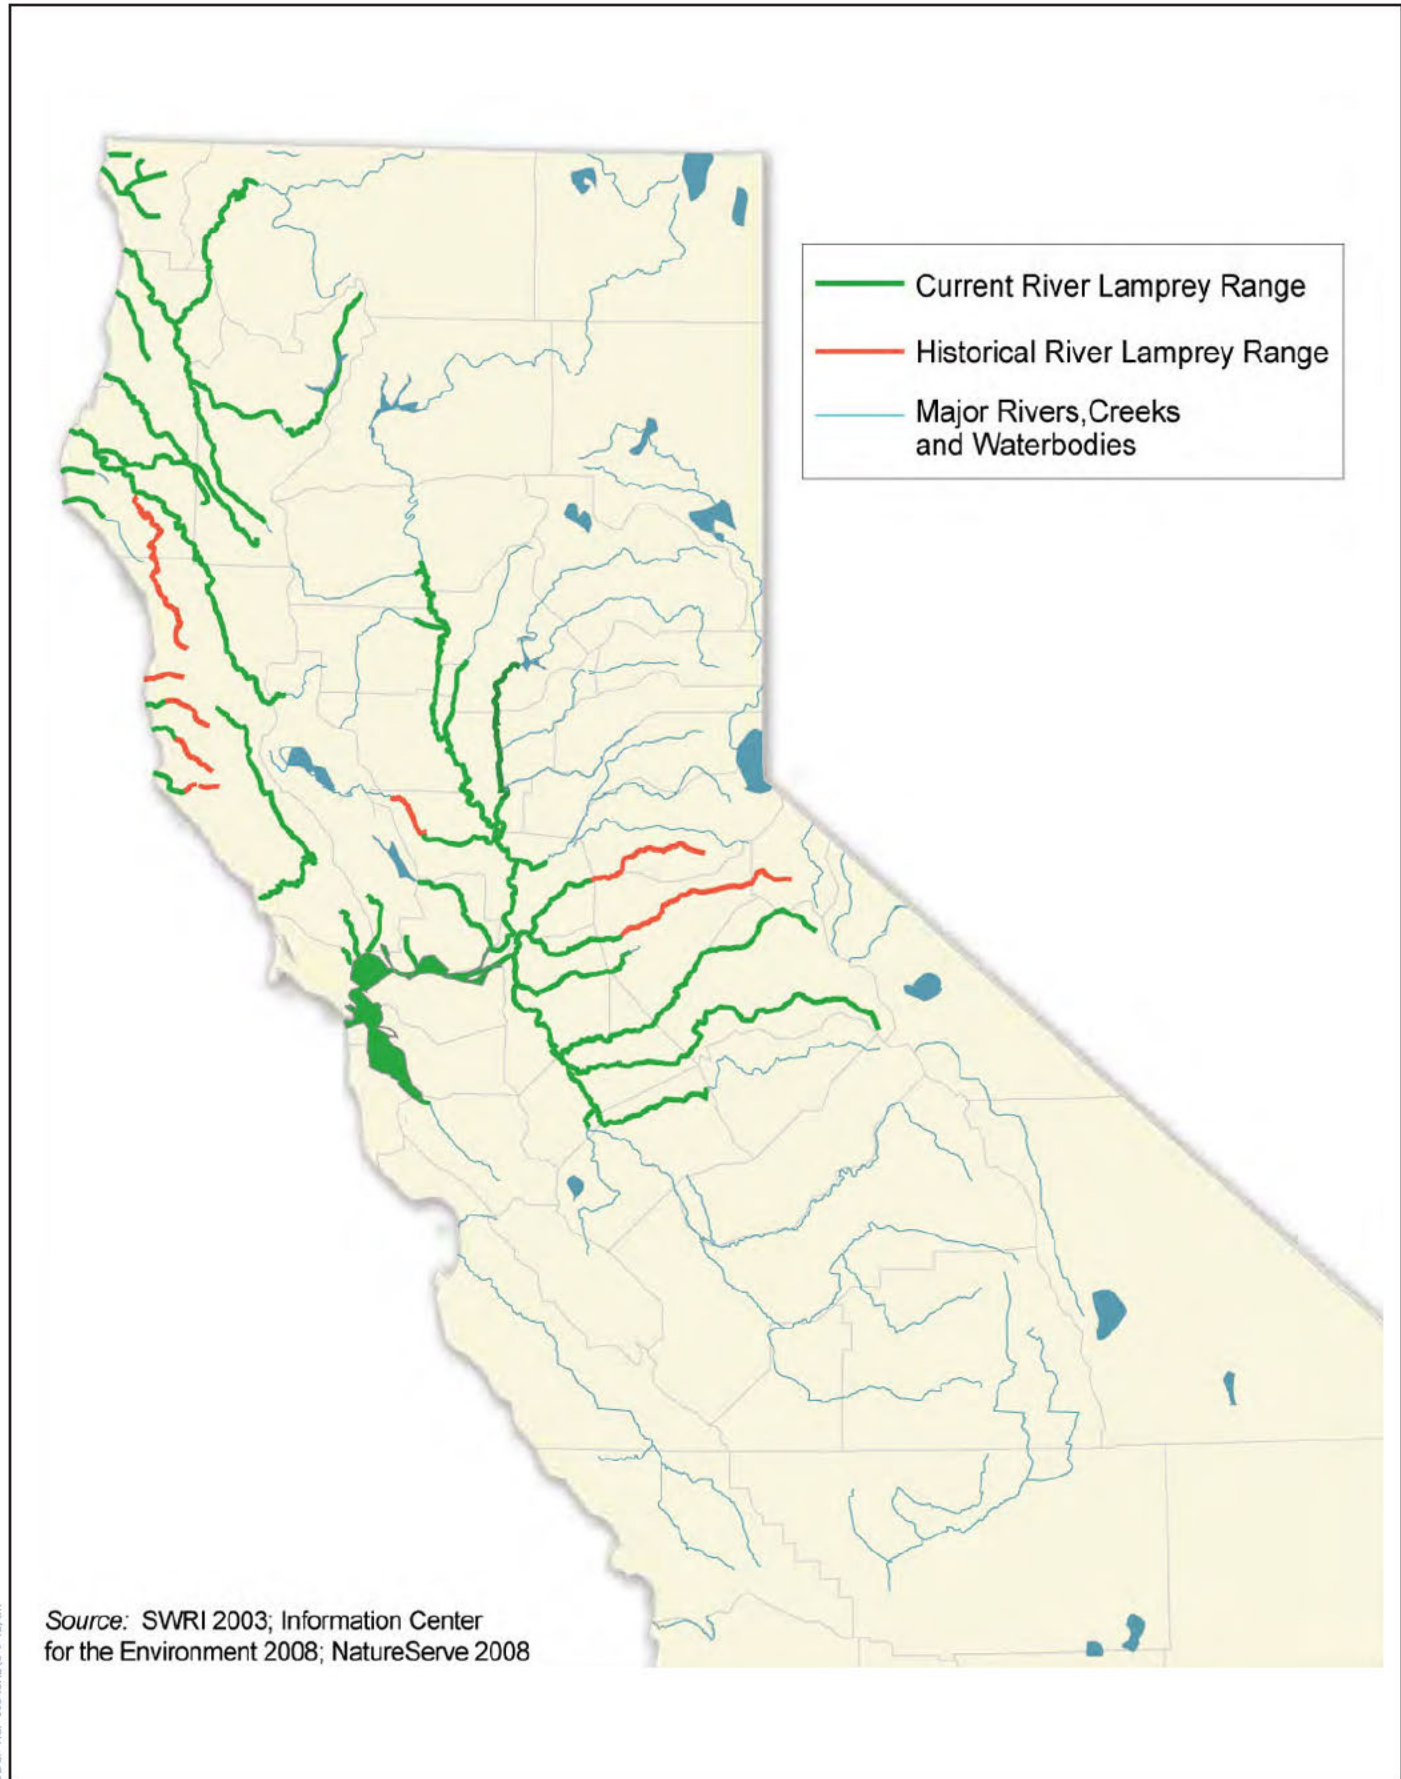 Current River Lamprey Range
Historical River Lamprey Range
Major Rivers,Creeks
and Waterbodies
Source: SWRI 2003; Information Center
for the Environment 2008; NatureServe 2008